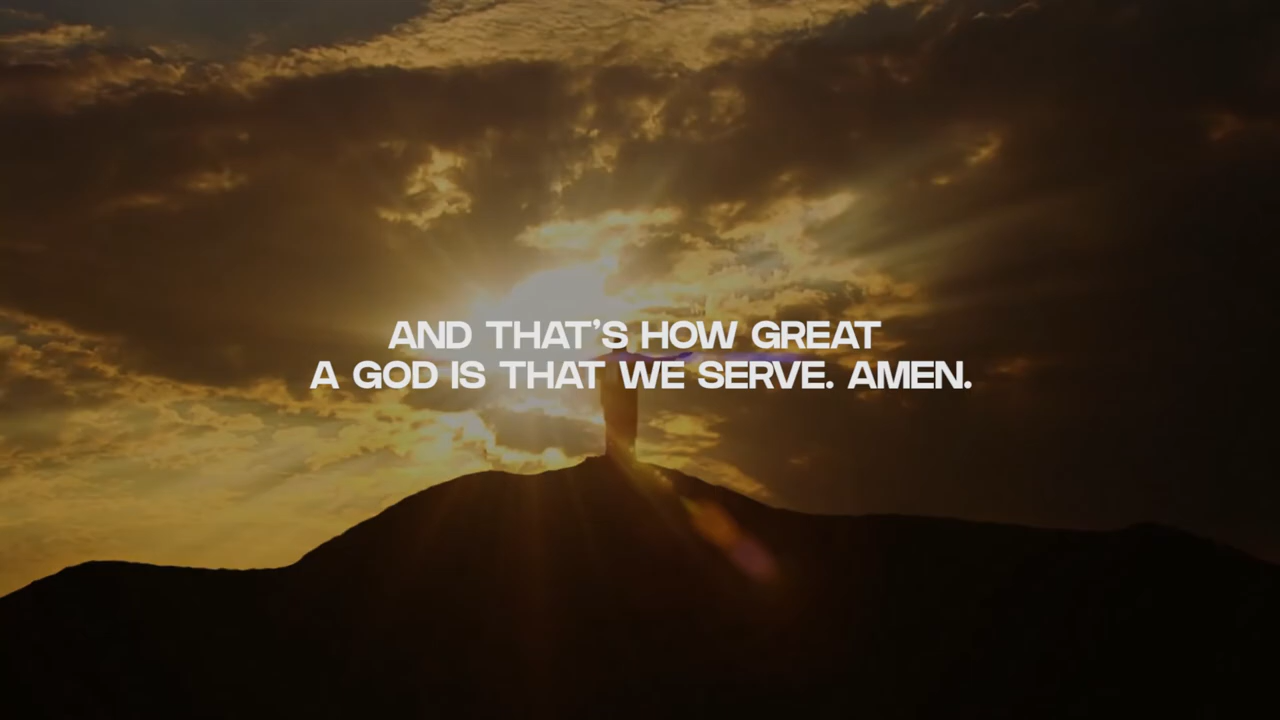 AND THAT'S HOW GREAT
A GOD IS THAT WE SERVE. AMEN.